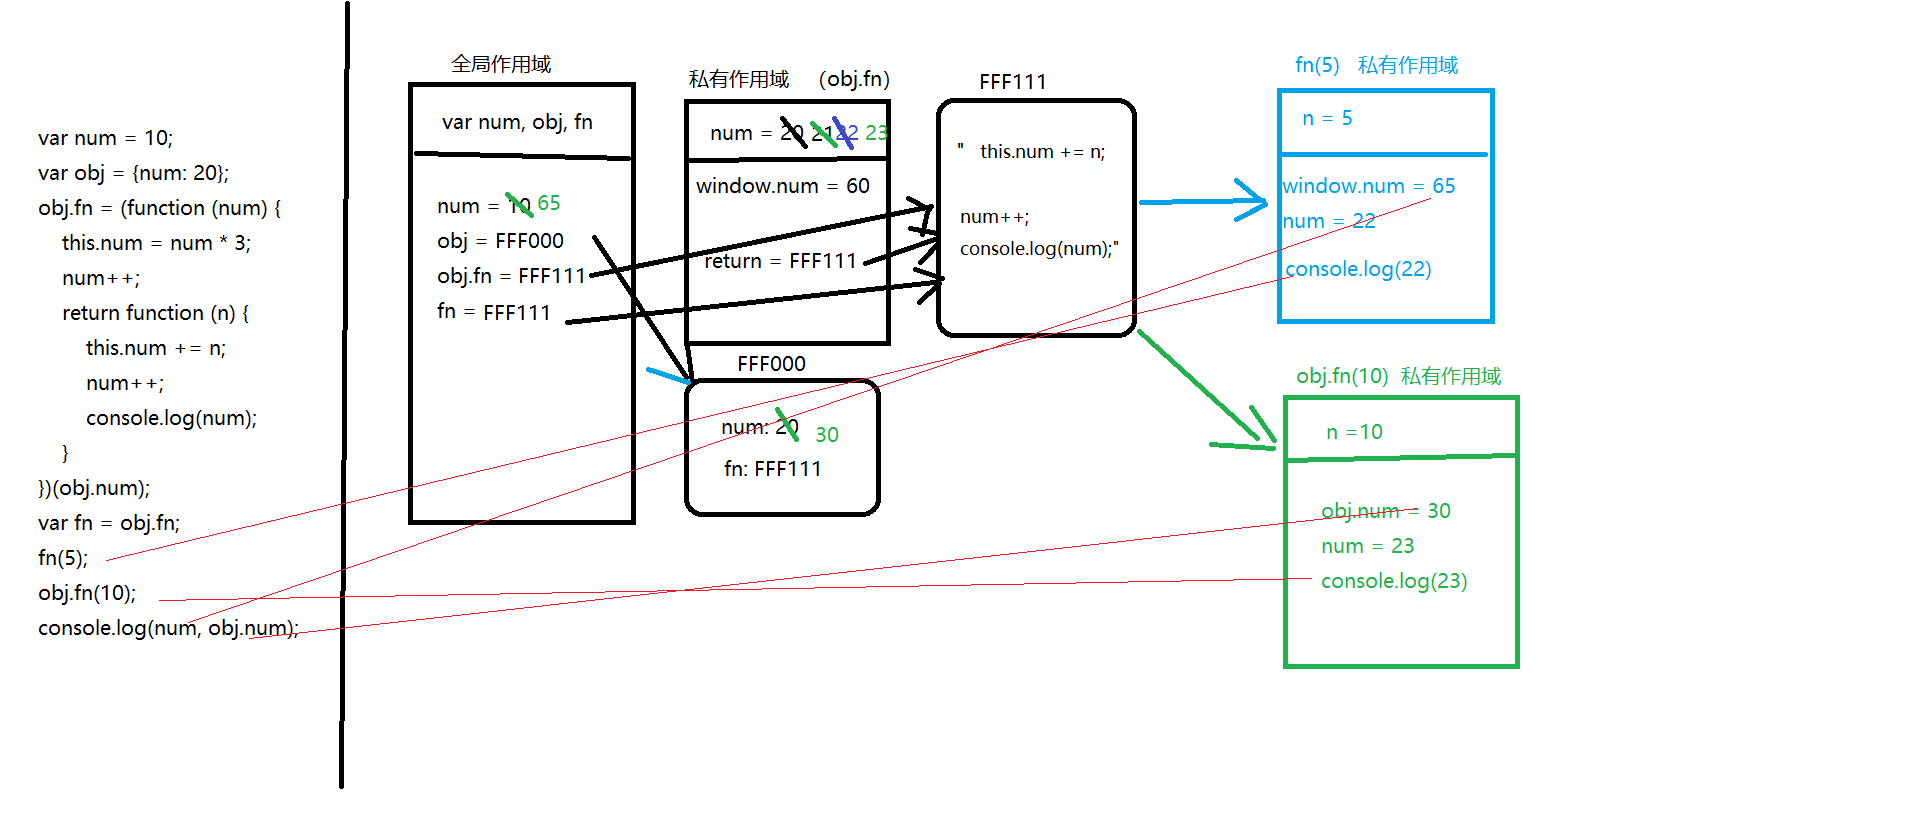 var num = 10;
var obj = {num: 20};
obj.fn = (function (num) {
this.num = num * 3;
num++;
return function (n) {
this.num += n;
num++;
console.log(num);
}
})(obj.num);
var fn = obj.fn;
fn(5);
obj.fn(10);
console.log(num, obj.num);
全局作用域
var num, obj, fn
num = 10 65
obj = FFF000
obj.fn = FFF111
fn = FFF111
私有作用域 (obj.fn)
num = 20 21 22 23
window.num = 60
return = FFF111
FFF000
num: 20 30
fn: FFF111
FFF111
" this.num += n;
num++;
console.log(num);"
fn(5) 私有作用域
n = 5
window.num = 65
num = 22
console.log(22)
obj.fn(10) 私有作用域
n =10
obj.num = 30
num = 23
console.log(23)